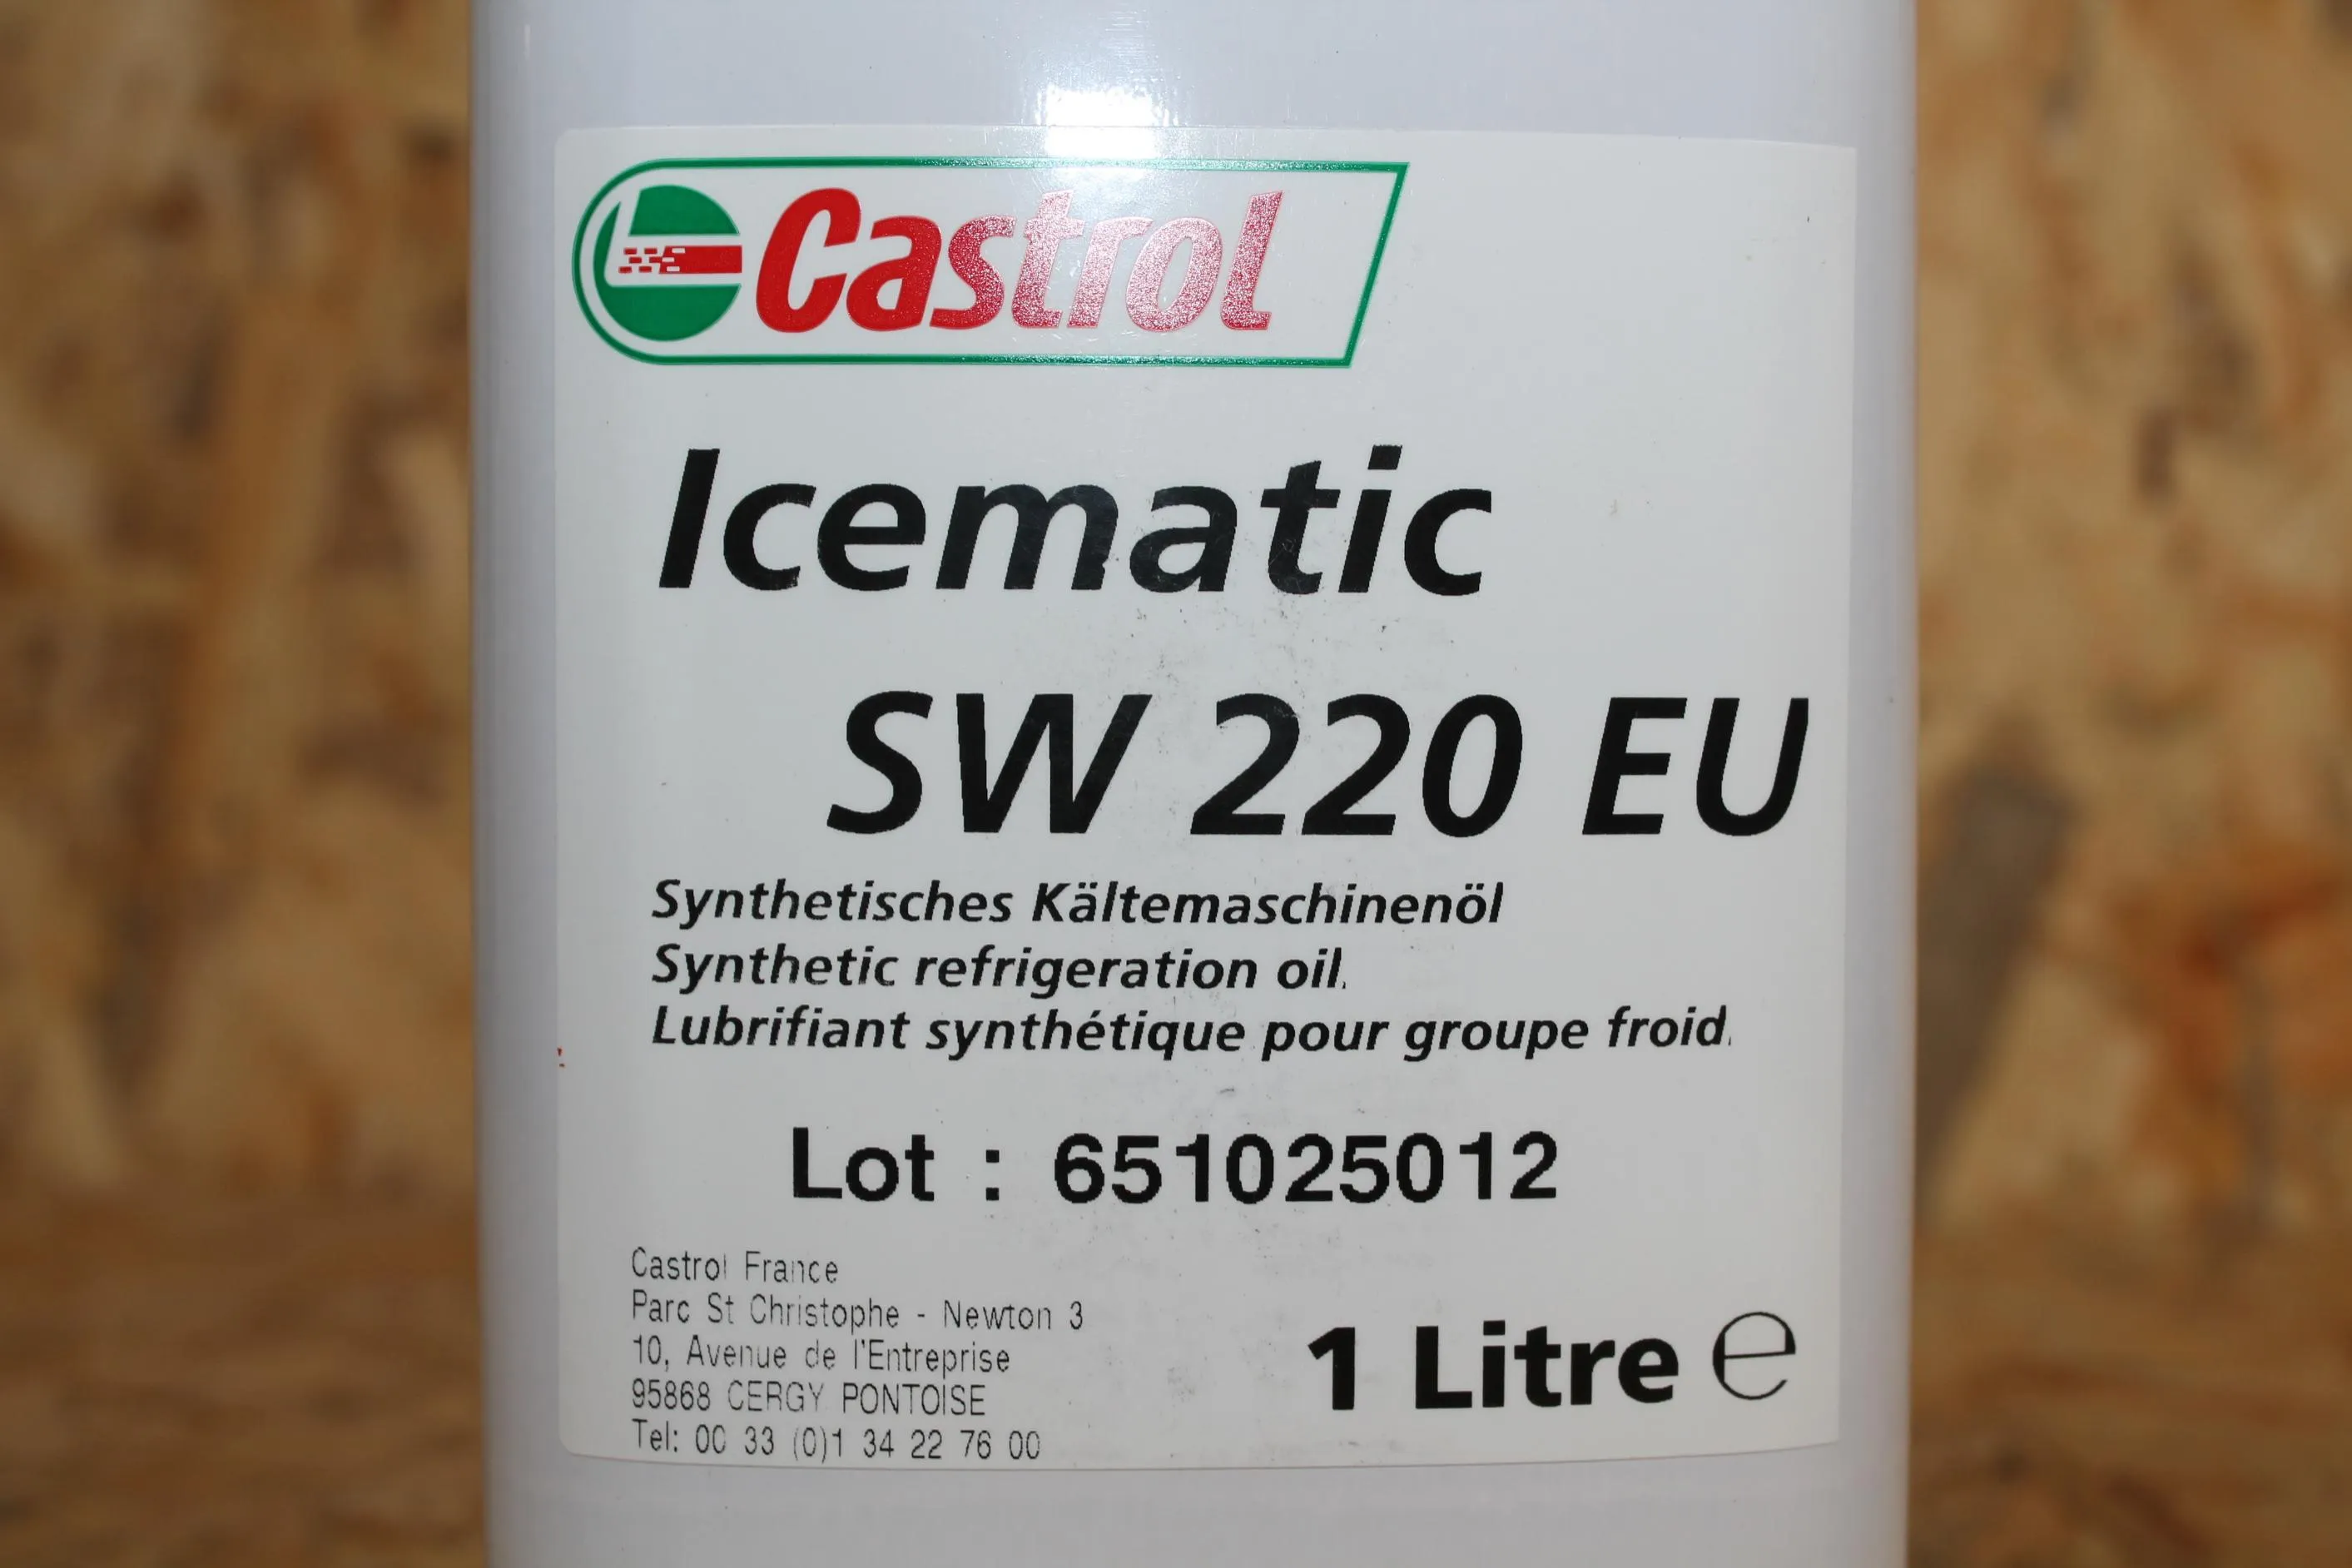 Castrol
Icematic
SW 220 EU
Synthetisches Kältemaschinenöl
Synthetic refrigeration oil.
Lubrifiant synthétique pour groupe froid.
Lot : 651025012
Castrol France
Parc St Christophe - Newton 3
10, Avenue de l'Entreprise
95868 CERGY PONTOISE
Tel: 00 33 (0)1 34 22 76 00
1 Litre ℮